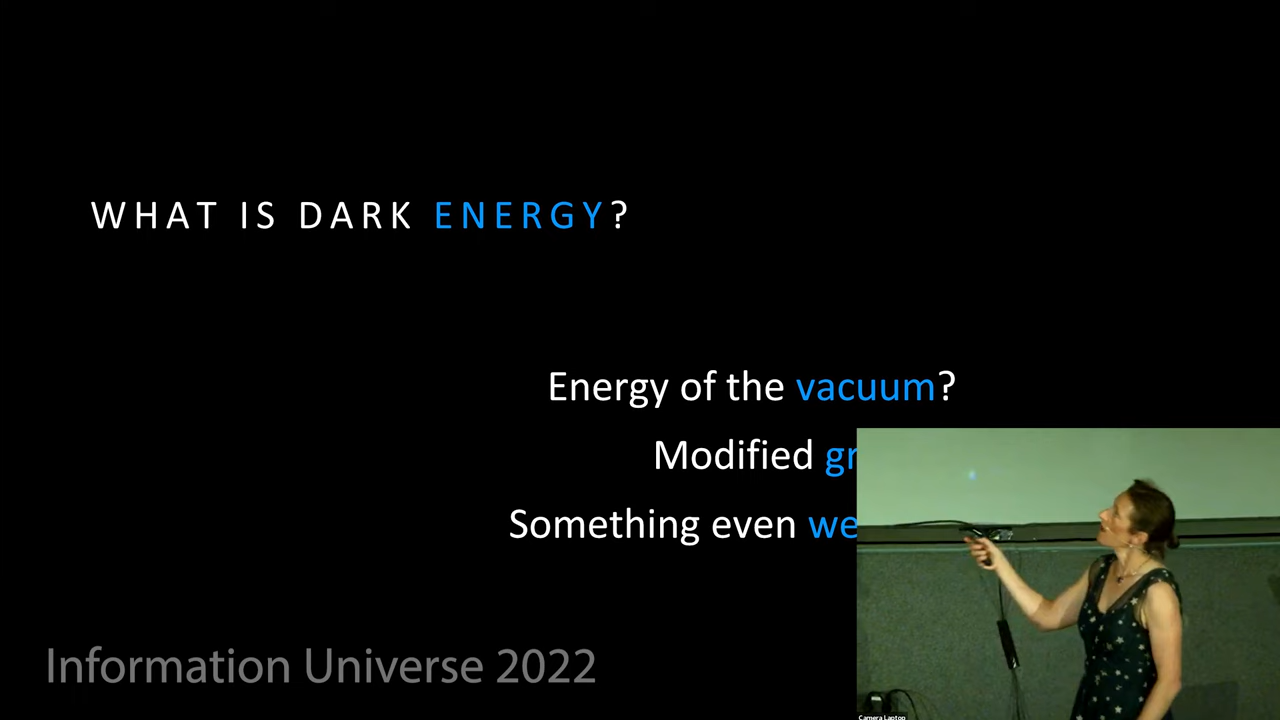 WHAT IS DARK ENERGY?
Energy of the vacuum?
Modified gr
Something even we
Information Universe 2022
Camera Laptop